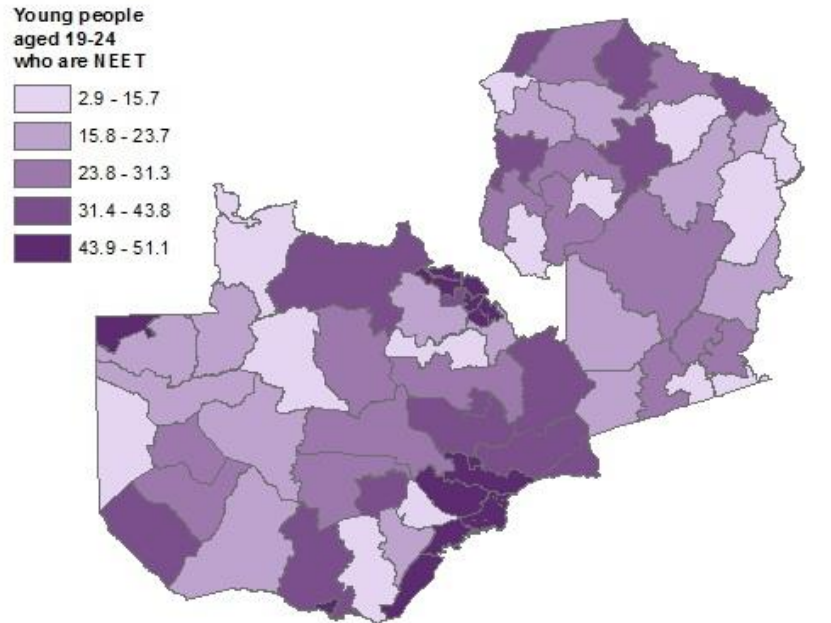 Young people
aged 19-24
who are NEET
2.9 - 15.7
15.8 - 23.7
23.8 - 31.3
31.4 - 43.8
43.9 - 51.1